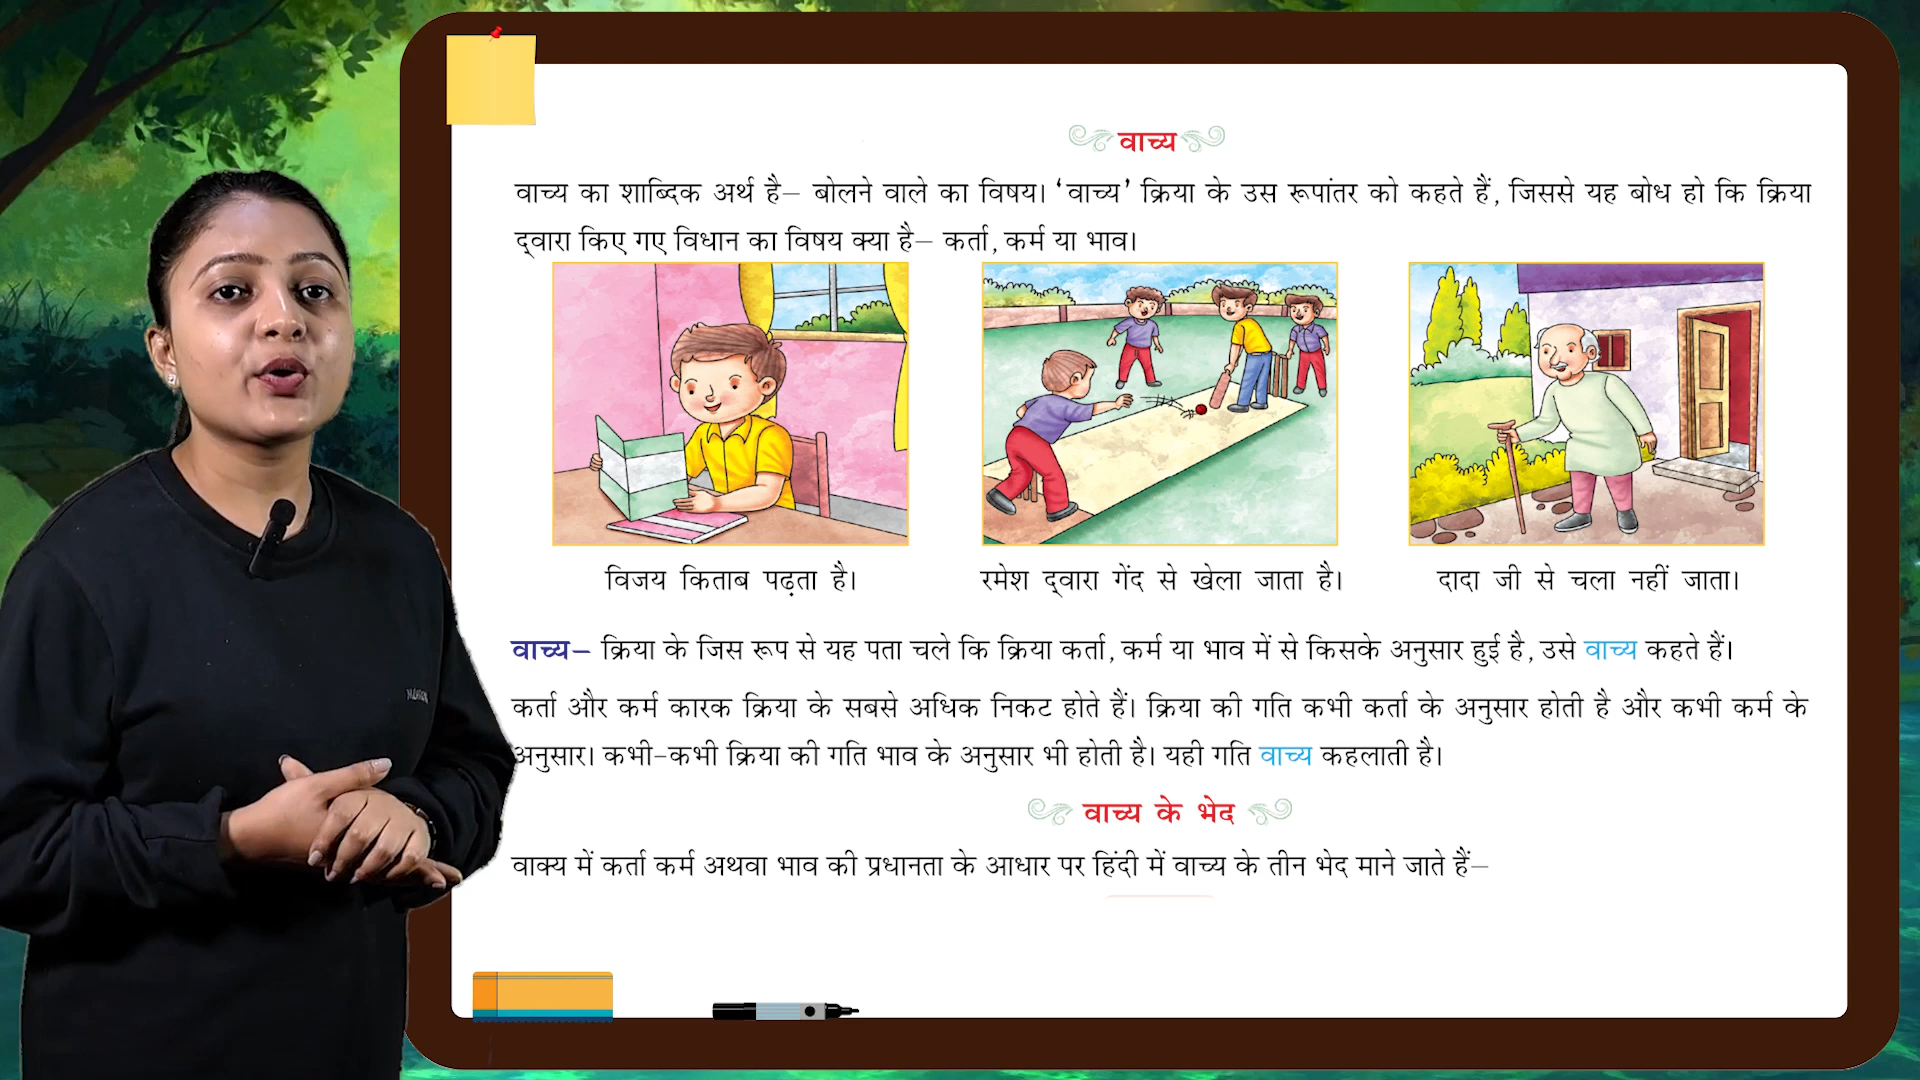 वाच्य
वाच्य का शाब्दिक अर्थ है– बोलने वाले का विषय। ‘वाच्य’ क्रिया के उस रूपांतर को कहते हैं, जिससे यह बोध हो कि क्रिया
द्‌वारा किए गए विधान का विषय क्या है– कर्ता, कर्म या भाव।
विजय किताब पढ़ता है।
रमेश द्‌वारा गेंद से खेला जाता है।
दादा जी से चला नहीं जाता।
वाच्य– क्रिया के जिस रूप से यह पता चले कि क्रिया कर्ता, कर्म या भाव में से किसके अनुसार हुई है, उसे वाच्य कहते हैं।
कर्ता और कर्म कारक क्रिया के सबसे अधिक निकट होते हैं। क्रिया की गति कभी कर्ता के अनुसार होती है और कभी कर्म के
अनुसार। कभी-कभी क्रिया की गति भाव के अनुसार भी होती है। यही गति वाच्य कहलाती है।
वाच्य के भेद
वाक्य में कर्ता कर्म अथवा भाव की प्रधानता के आधार पर हिंदी में वाच्य के तीन भेद माने जाते हैं–